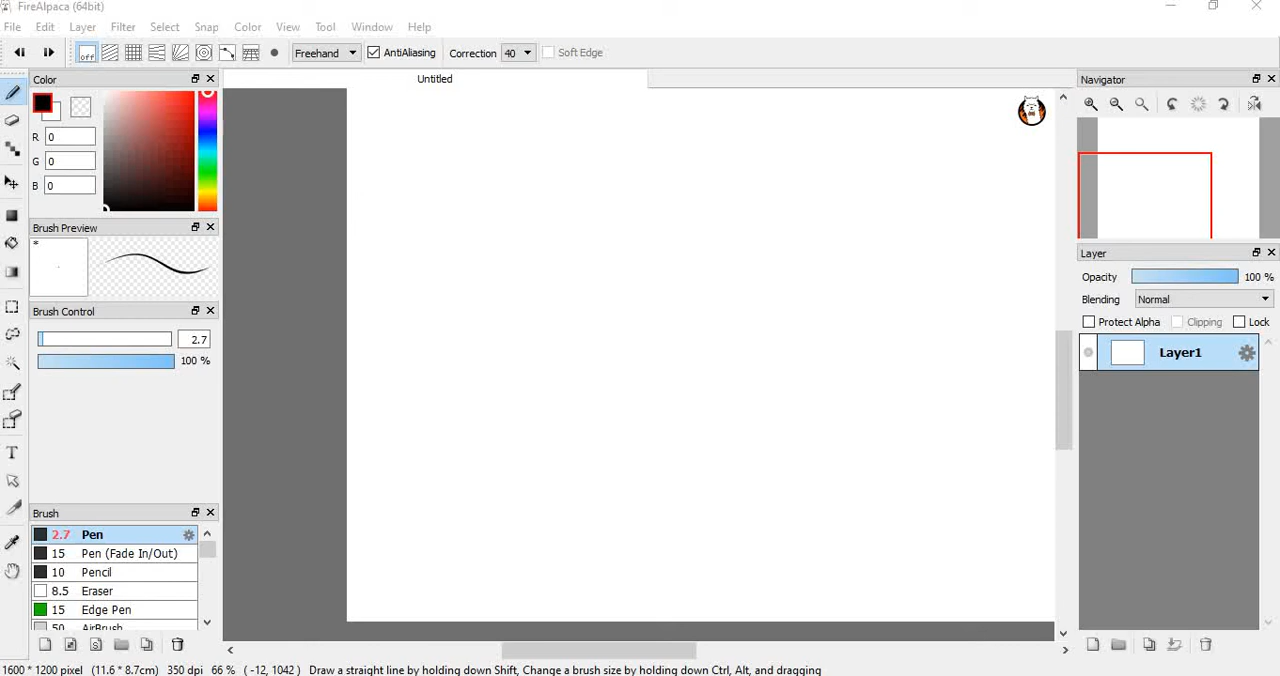 FireAlpaca (64bit)
File Edit Layer Filter Select Snap Color View Tool Window Help
off Freehand AntiAliasing Correction 40 Soft Edge
Color
Untitled
Navigator
R 0
G 0
B 0
Brush Preview
*
Layer
Opacity 100 %
Blending Normal
Brush Control
Protect Alpha Clipping Lock
2.7
100 %
Layer1
T
Brush
2.7 Pen
15 Pen (Fade In/Out)
10 Pencil
8.5 Eraser
15 Edge Pen
50 AirBrush
1600 * 1200 pixel (11.6 * 8.7cm) 350 dpi 66 % ( -12, 1042 ) Draw a straight line by holding down Shift, Change a brush size by holding down Ctrl, Alt, and dragging